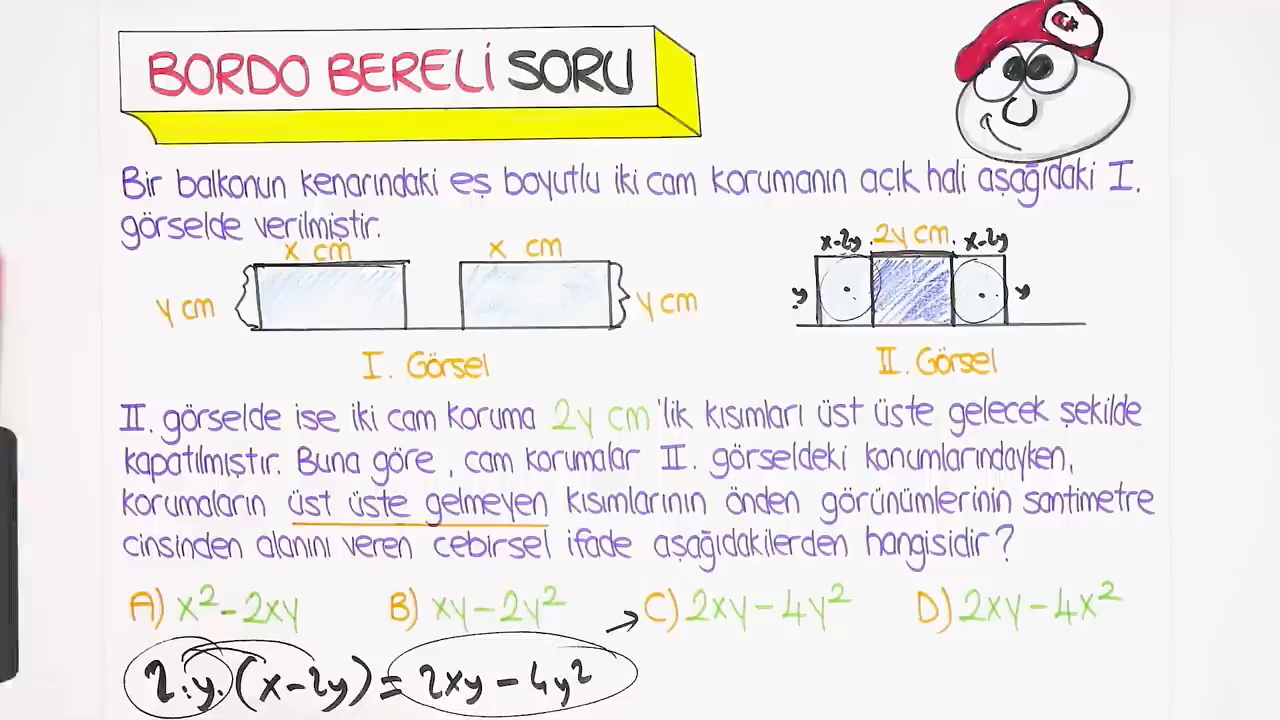 BORDO BERELİ SORU
Bir balkonun kenarındaki eş boyutlu iki cam korumanın açık hali aşağıdaki I.
görselde verilmiştir.
x cm x cm x-2y 2y cm x-2y
y cm y cm y y
I. Görsel II. Görsel
II. görselde ise iki cam koruma 2y cm 'lik kısımları üst üste gelecek şekilde
kapatılmıştır. Buna göre, cam korumalar II. görseldeki konumlarındayken,
korumaların üst üste gelmeyen kısımlarının önden görünümlerinin santimetre
cinsinden alanını veren cebirsel ifade aşağıdakilerden hangisidir?
A) x²-2xy B) xy-2y² C) 2xy-4y² D) 2xy-4x²
2.y.(x-2y) = 2xy-4y²